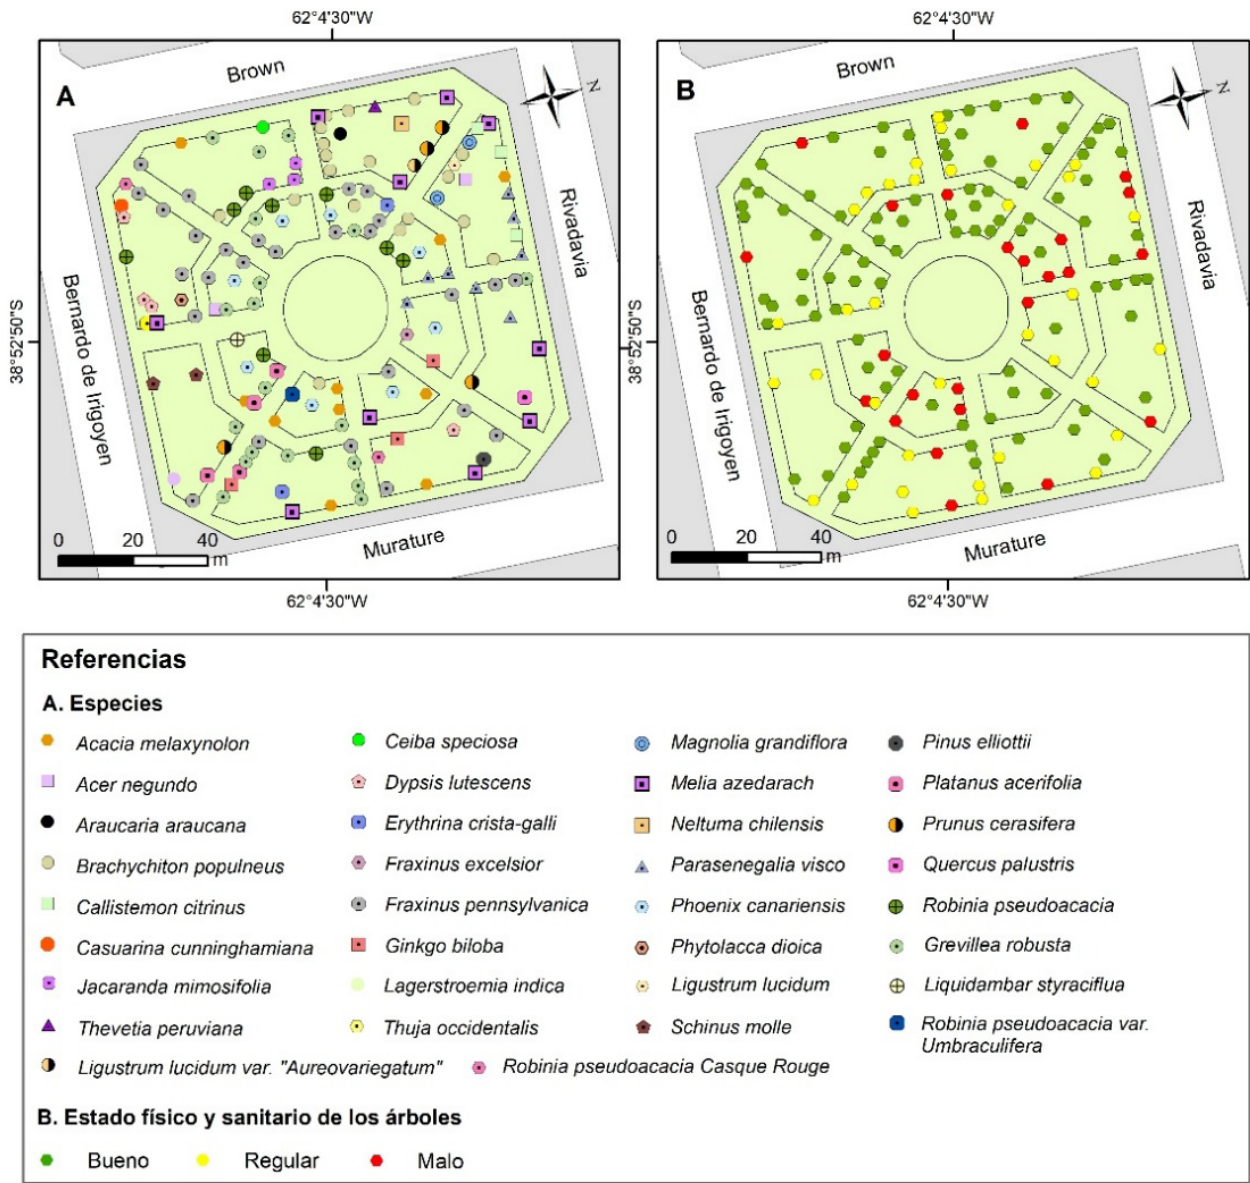 62°4'30"W
62°4'30"W
A
Brown
N
Rivadavia
Bernardo de Irigoyen
38°52'50"S
0 20 40
m
Murature
62°4'30"W
B
Brown
N
Rivadavia
Bernardo de Irigoyen
38°52'50"S
0 20 40
m
Murature
62°4'30"W
Referencias
A. Especies
Acacia melaxynolon
Ceiba speciosa
Magnolia grandiflora
Pinus elliottii
Acer negundo
Dypsis lutescens
Melia azedarach
Platanus acerifolia
Araucaria araucana
Erythrina crista-galli
Neltuma chilensis
Prunus cerasifera
Brachychiton populneus
Fraxinus excelsior
Parasenegalia visco
Quercus palustris
Callistemon citrinus
Fraxinus pennsylvanica
Phoenix canariensis
Robinia pseudoacacia
Casuarina cunninghamiana
Ginkgo biloba
Phytolacca dioica
Grevillea robusta
Jacaranda mimosifolia
Lagerstroemia indica
Ligustrum lucidum
Liquidambar styraciflua
Thevetia peruviana
Thuja occidentalis
Schinus molle
Robinia pseudoacacia var.
Umbraculifera
Ligustrum lucidum var. "Aureovariegatum"
Robinia pseudoacacia Casque Rouge
B. Estado físico y sanitario de los árboles
Bueno
Regular
Malo